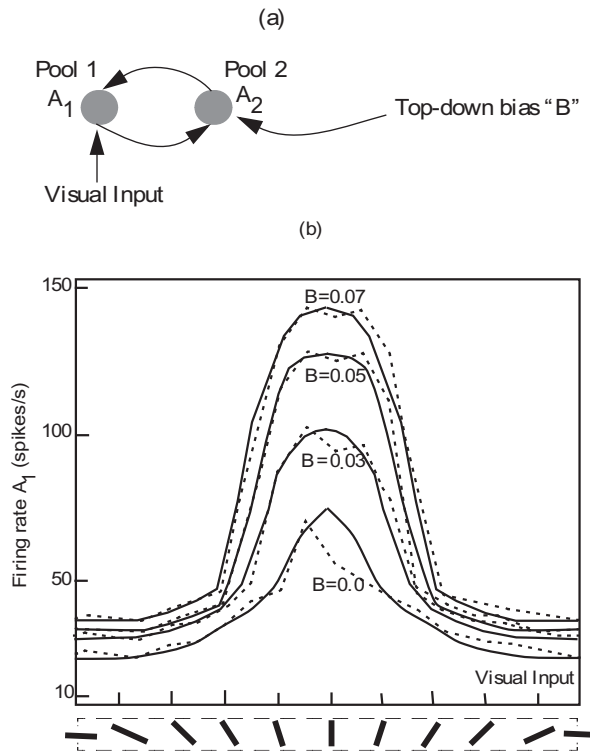 (a)
Pool 1 Pool 2
A1 A2
Top-down bias “B”
Visual Input
(b)
150
B=0.07
B=0.05
100
B=0.03
Firing rate A1 (spikes/s)
50
B=0.0
Visual Input
10